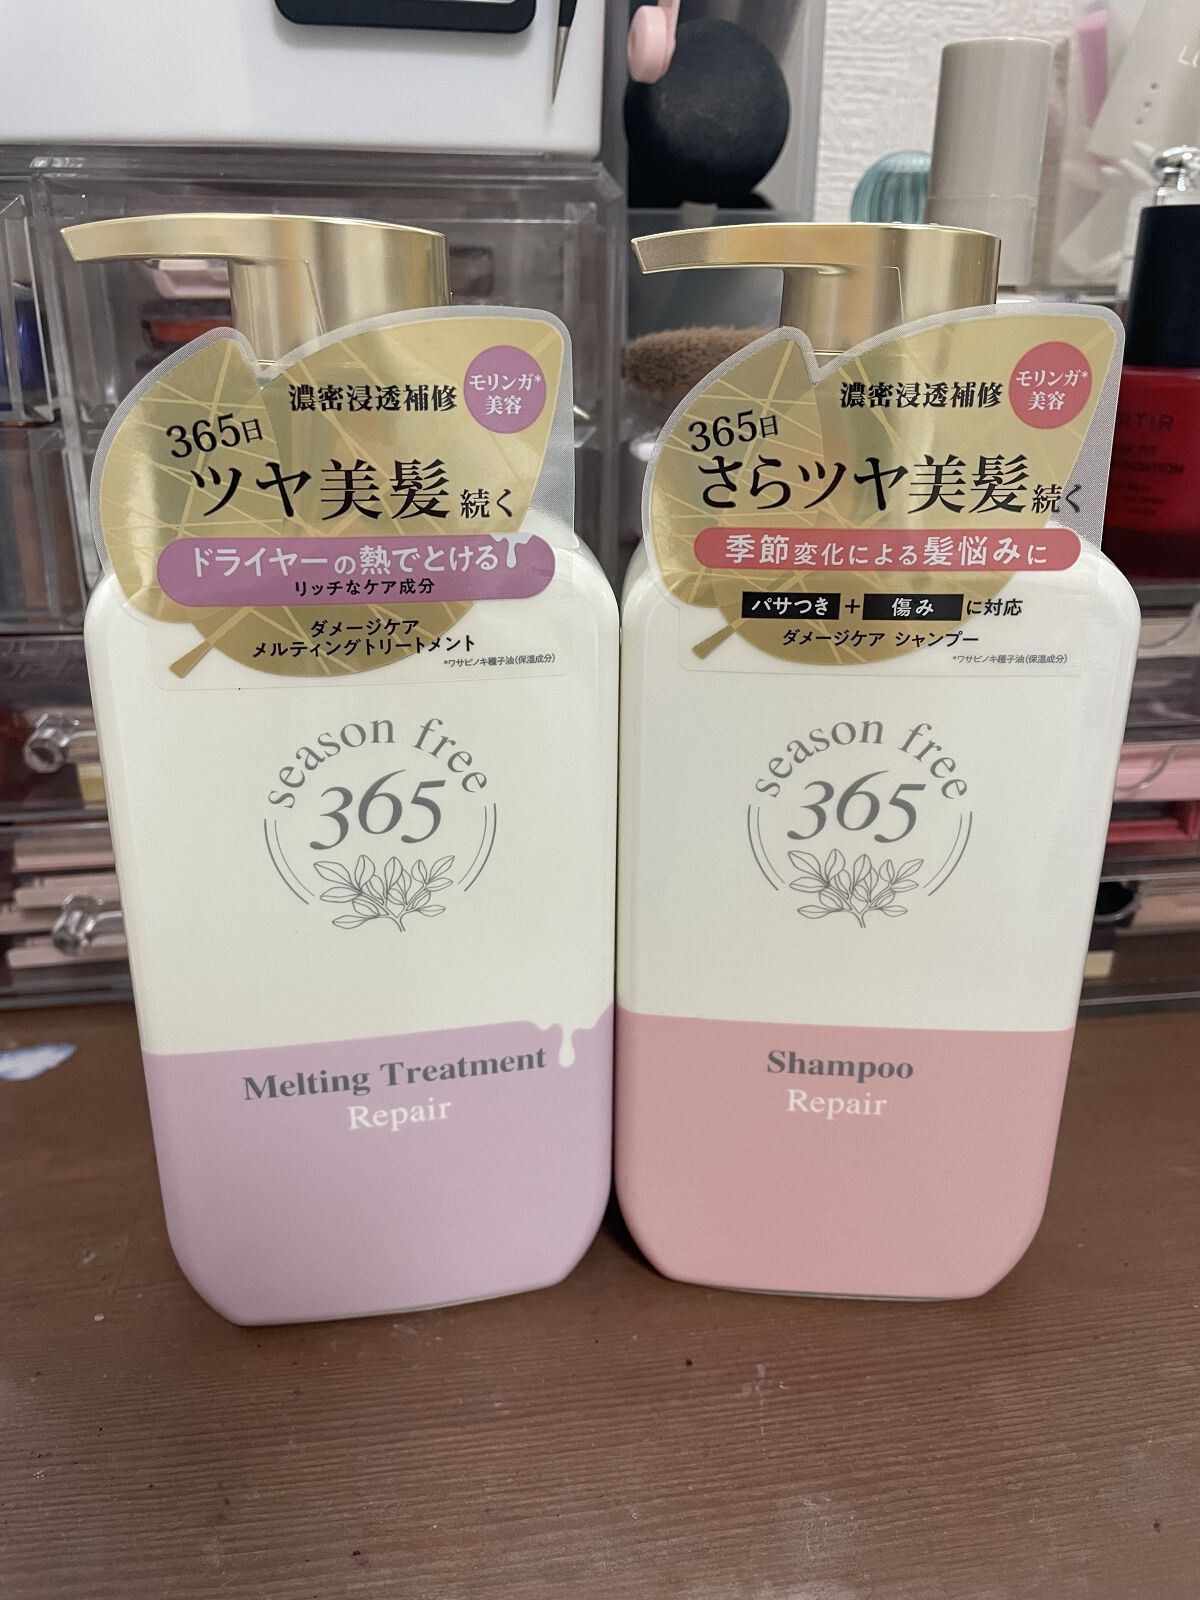 濃密浸透補修
モリンガ*
美容
365日
ツヤ美髪続く
ドライヤーの熱でとける
リッチなケア成分
ダメージケア
メルティングトリートメント
*ワサビノキ種子油(保湿成分)
season free
365
Melting Treatment
Repair
濃密浸透補修
モリンガ*
美容
365日
さらツヤ美髪続く
季節変化による髪悩みに
パサつき+傷みに対応
ダメージケア シャンプー
*ワサビノキ種子油(保湿成分)
season free
365
Shampoo
Repair